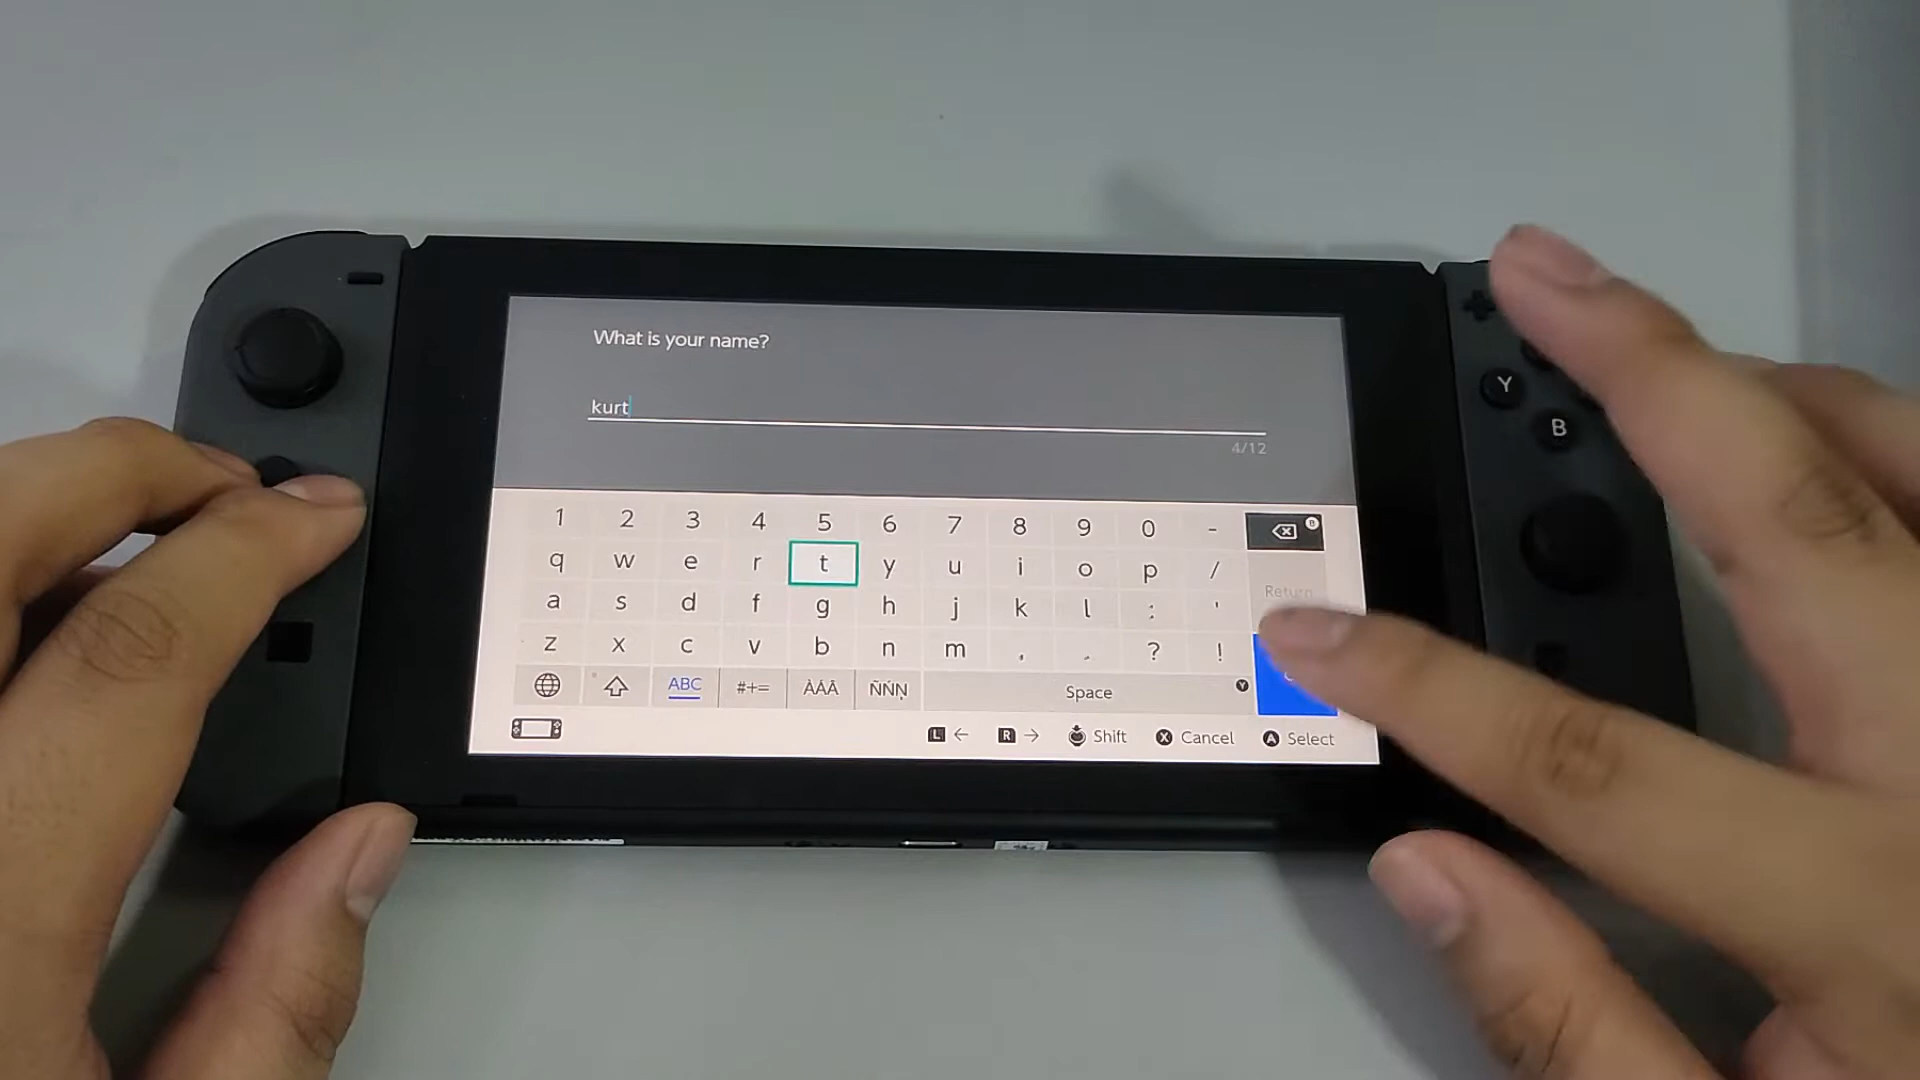 What is your name?
kurt
4/12
1 2 3 4 5 6 7 8 9 0 -
q w e r t y u i o p /
Return
a s d f g h j k l : '
z x c v b n m , . ? !
ABC #+= ÀÁÂ ÑŃṆ Space Y
L ← R → Shift X Cancel A Select
Y
B
B